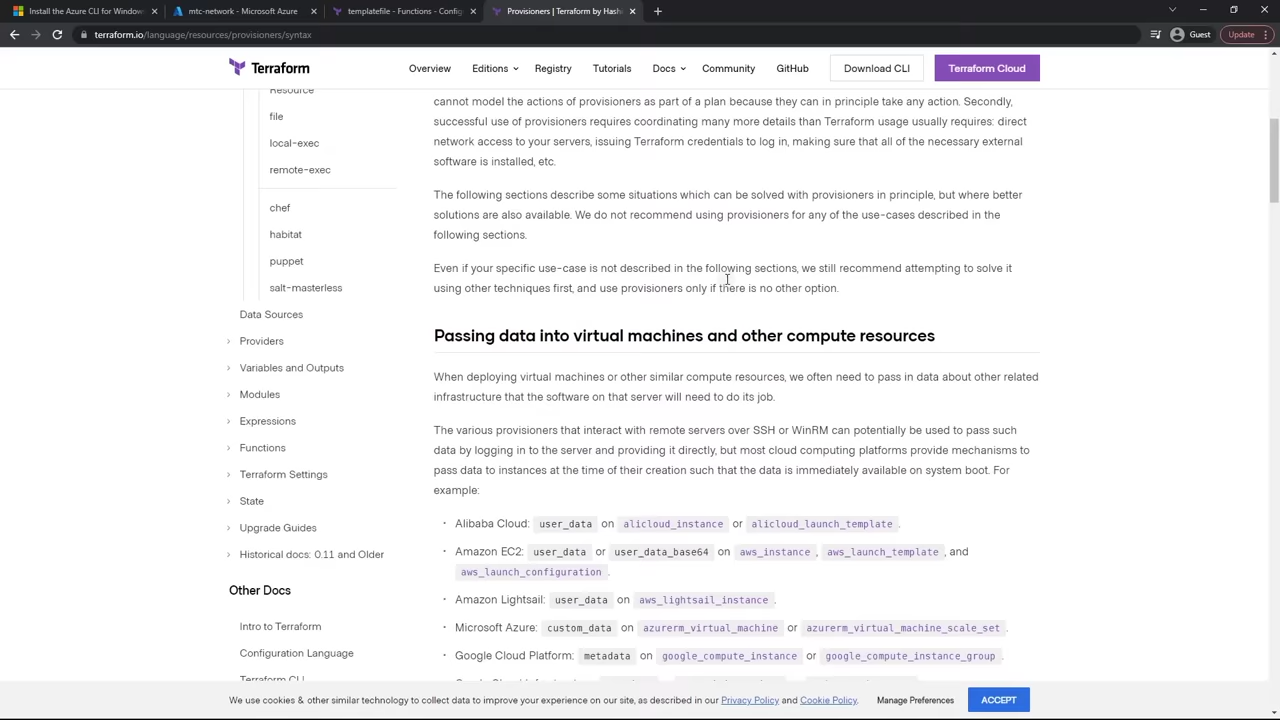 Install the Azure CLI for Window
mtc-network - Microsoft Azure
templatefile - Functions - Config
Provisioners | Terraform by Hash
terraform.io/language/resources/provisioners/syntax
Guest
Update
Terraform
Overview
Editions
Registry
Tutorials
Docs
Community
GitHub
Download CLI
Terraform Cloud
Resource
file
local-exec
remote-exec
chef
habitat
puppet
salt-masterless
Data Sources
Providers
Variables and Outputs
Modules
Expressions
Functions
Terraform Settings
State
Upgrade Guides
Historical docs: 0.11 and Older
Other Docs
Intro to Terraform
Configuration Language
Terraform CLI
cannot model the actions of provisioners as part of a plan because they can in principle take any action. Secondly,
successful use of provisioners requires coordinating many more details than Terraform usage usually requires: direct
network access to your servers, issuing Terraform credentials to log in, making sure that all of the necessary external
software is installed, etc.
The following sections describe some situations which can be solved with provisioners in principle, but where better
solutions are also available. We do not recommend using provisioners for any of the use-cases described in the
following sections.
Even if your specific use-case is not described in the following sections, we still recommend attempting to solve it
using other techniques first, and use provisioners only if there is no other option.
Passing data into virtual machines and other compute resources
When deploying virtual machines or other similar compute resources, we often need to pass in data about other related
infrastructure that the software on that server will need to do its job.
The various provisioners that interact with remote servers over SSH or WinRM can potentially be used to pass such
data by logging in to the server and providing it directly, but most cloud computing platforms provide mechanisms to
pass data to instances at the time of their creation such that the data is immediately available on system boot. For
example:
• Alibaba Cloud: user_data on alicloud_instance or alicloud_launch_template.
• Amazon EC2: user_data or user_data_base64 on aws_instance, aws_launch_template, and
aws_launch_configuration.
• Amazon Lightsail: user_data on aws_lightsail_instance.
• Microsoft Azure: custom_data on azurerm_virtual_machine or azurerm_virtual_machine_scale_set.
• Google Cloud Platform: metadata on google_compute_instance or google_compute_instance_group.
We use cookies & other similar technology to collect data to improve your experience on our site, as described in our Privacy Policy and Cookie Policy.
Manage Preferences
ACCEPT